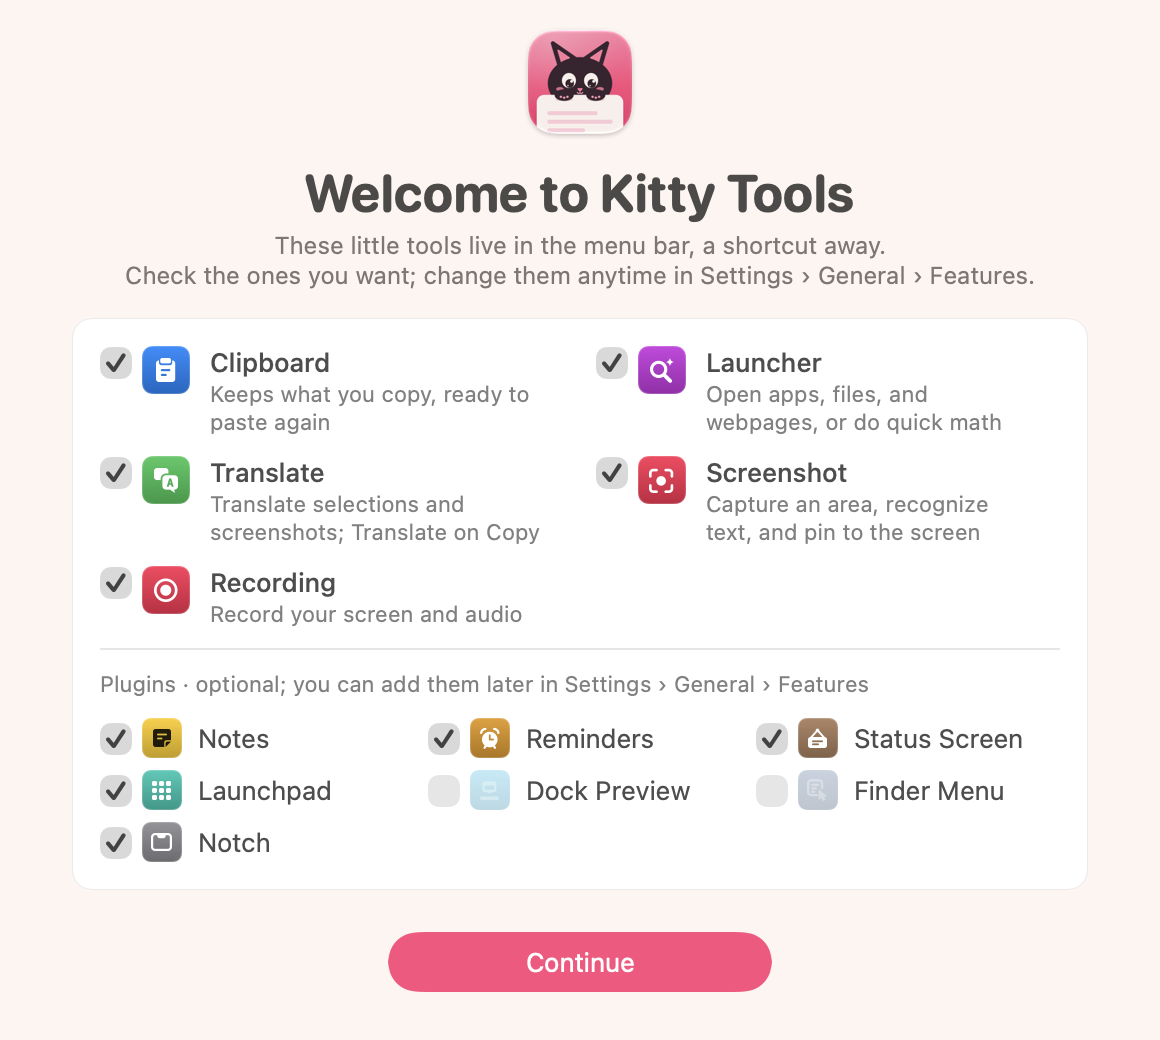 Welcome to Kitty Tools
These little tools live in the menu bar, a shortcut away.
Check the ones you want; change them anytime in Settings › General › Features.
Clipboard
Keeps what you copy, ready to
paste again
Launcher
Open apps, files, and
webpages, or do quick math
Translate
Translate selections and
screenshots; Translate on Copy
Screenshot
Capture an area, recognize
text, and pin to the screen
Recording
Record your screen and audio
Plugins · optional; you can add them later in Settings › General › Features
Notes
Reminders
Status Screen
Launchpad
Dock Preview
Finder Menu
Notch
Continue